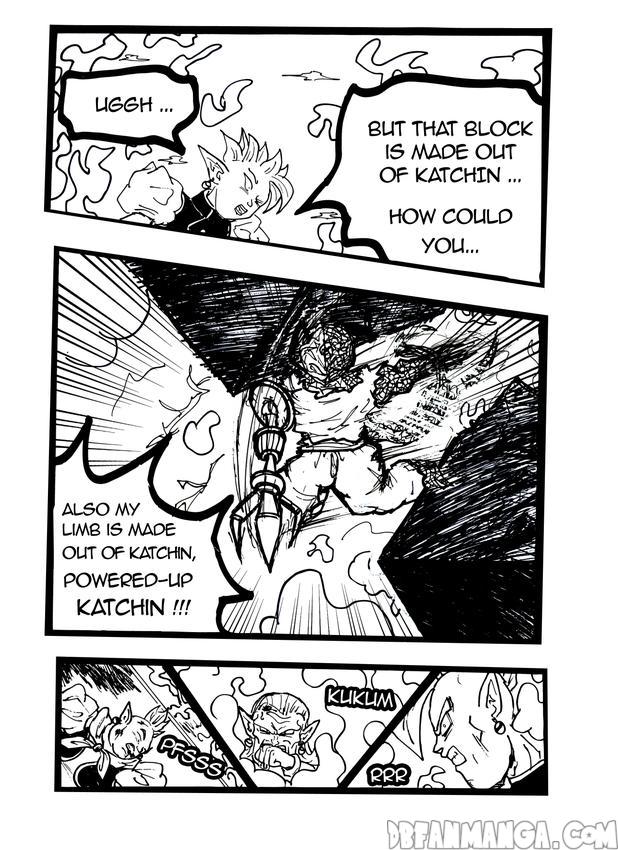 UGGH ...
BUT THAT BLOCK
IS MADE OUT
OF KATCHIN ...
HOW COULD
YOU...
ALSO MY
LIMB IS MADE
OUT OF KATCHIN,
POWERED-UP
KATCHIN !!!
PFSSS
KUKUM
RRR
DBFANMANGA.COM